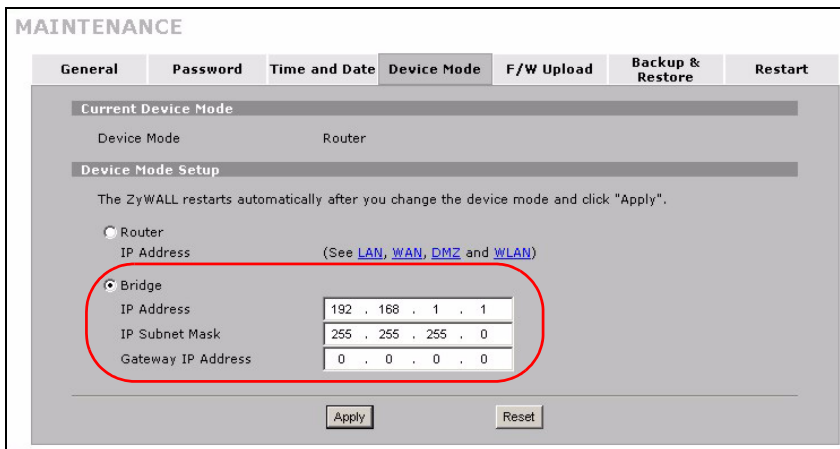 MAINTENANCE
General Password Time and Date Device Mode F/W Upload Backup & Restore Restart
Current Device Mode
Device Mode Router
Device Mode Setup
The ZyWALL restarts automatically after you change the device mode and click "Apply".
Router
IP Address (See LAN, WAN, DMZ and WLAN)
Bridge
IP Address 192 . 168 . 1 . 1
IP Subnet Mask 255 . 255 . 255 . 0
Gateway IP Address 0 . 0 . 0 . 0
Apply Reset